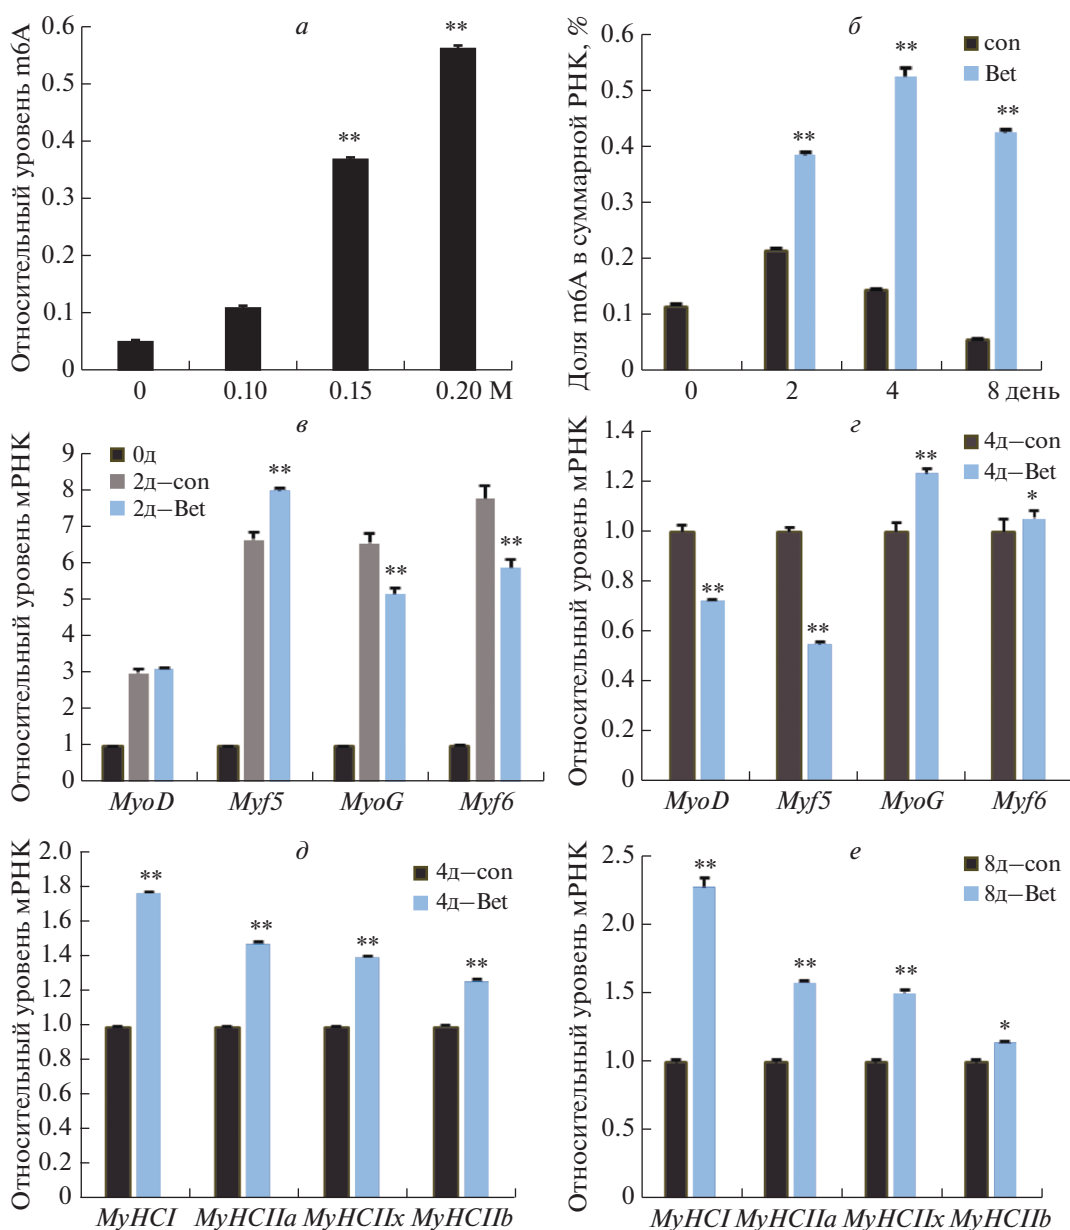 а
Относительный уровень m6A
0.6
0.5
0.4
0.3
0.2
0.1
0
**
**
0 0.10 0.15 0.20 М
б
Доля m6A в суммарной РНК, %
0.6
0.5
0.4
0.3
0.2
0.1
0
con
Bet
**
**
**
0 2 4 8 день
в
Относительный уровень мРНК
9
8
7
6
5
3
2
1
0
0д
2д–con
2д–Bet
**
**
**
MyoD Myf5 MyoG Myf6
г
Относительный уровень мРНК
1.4
1.2
1.0
0.8
0.6
0.4
0.2
0
4д–con
4д–Bet
**
**
**
*
MyoD Myf5 MyoG Myf6
д
Относительный уровень мРНК
2.0
1.8
1.6
1.4
1.2
1.0
0.8
0.6
0.4
0.2
0
4д–con
4д–Bet
**
**
**
**
MyHCI MyHCIIa MyHCIIx MyHCIIb
е
Относительный уровень мРНК
2.5
2.0
1.5
1.0
0.5
0
8д–con
8д–Bet
**
**
**
*
MyHCI MyHCIIa MyHCIIx MyHCIIb